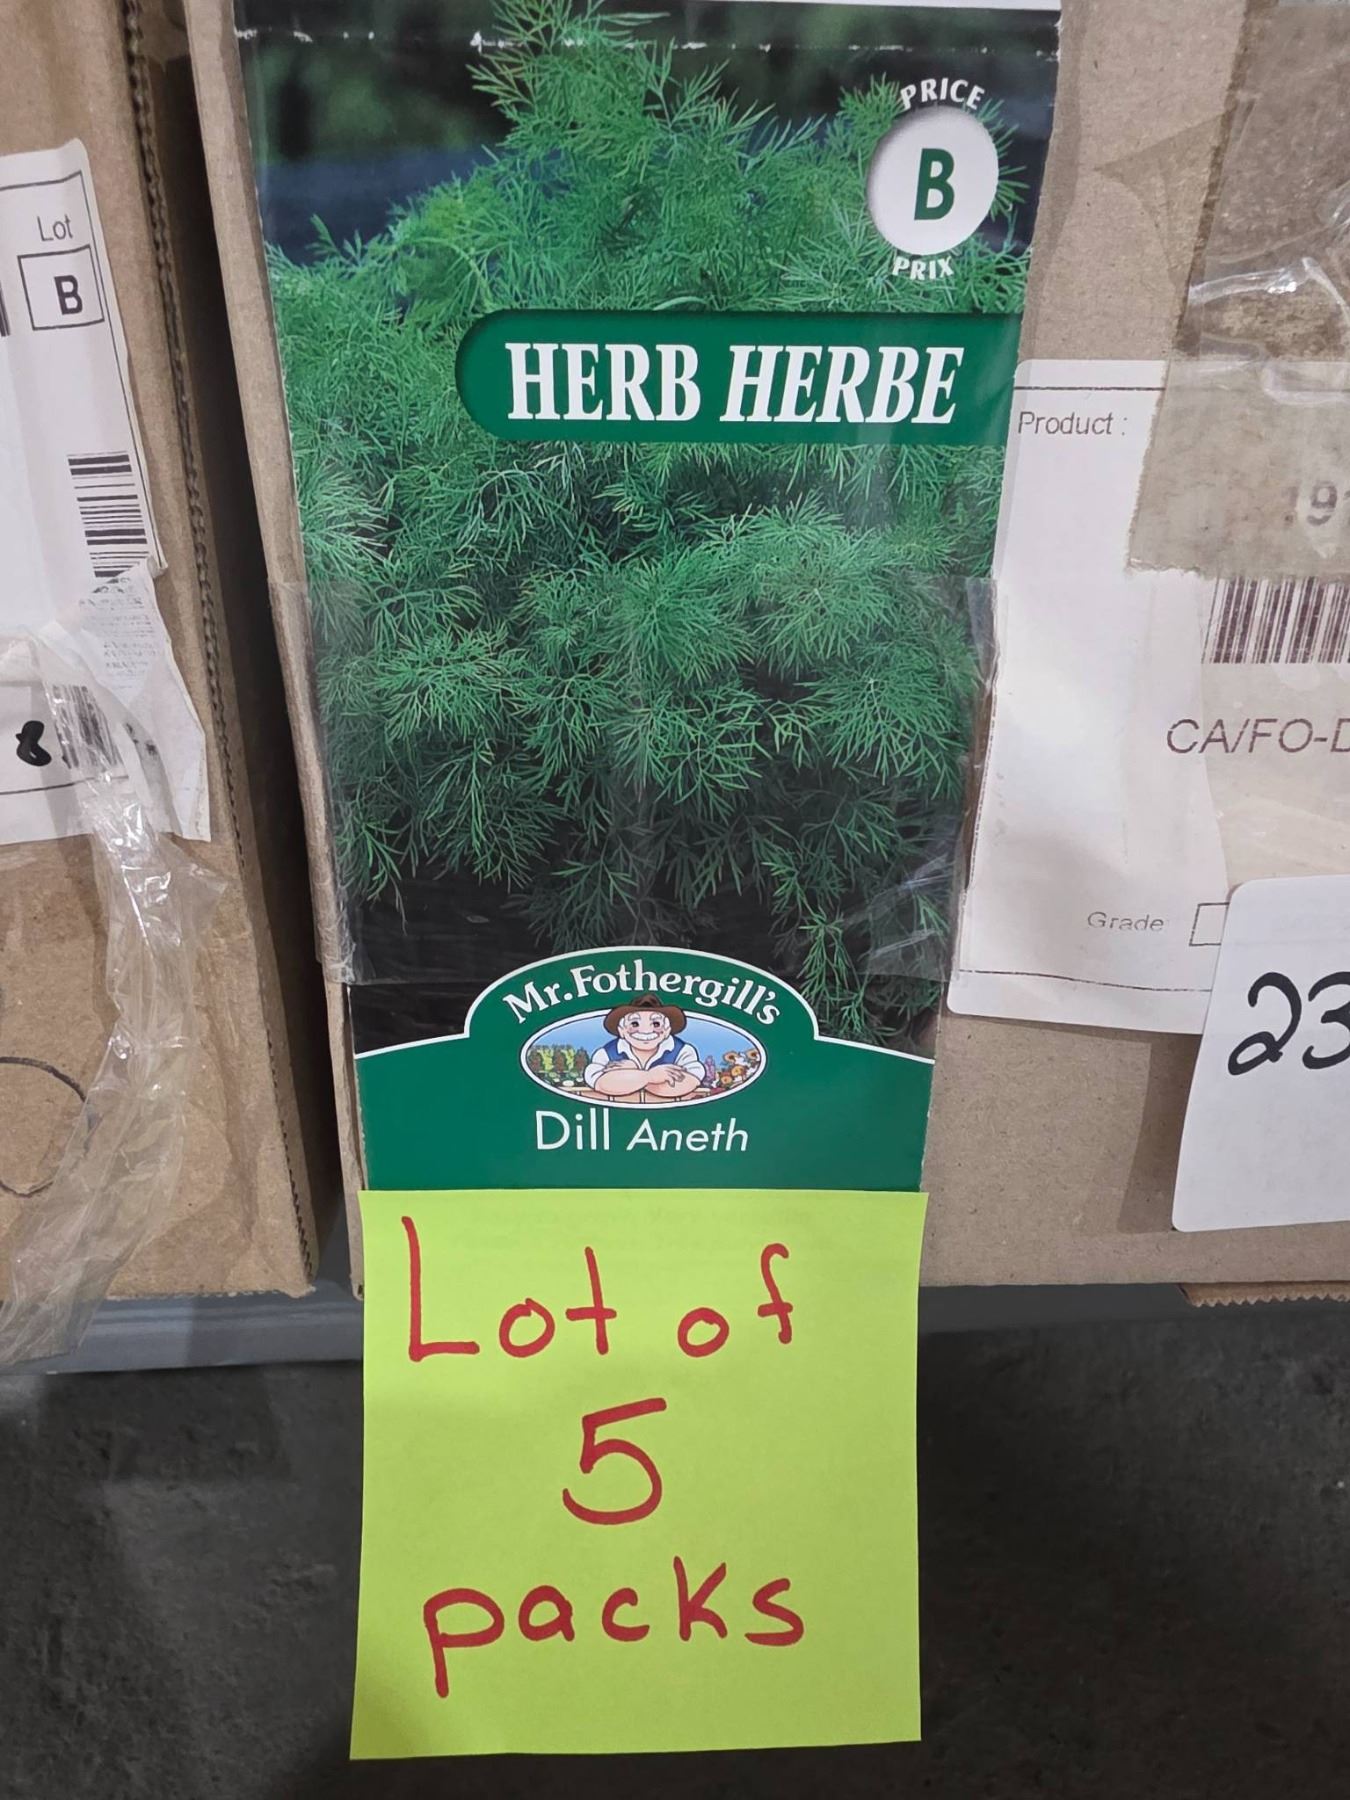 PRICE
B
PRIX
HERB HERBE
Lot
B
Product :
CA/FO-
Grade
23
Mr. Fothergill's
Dill Aneth
Lot of
5
packs